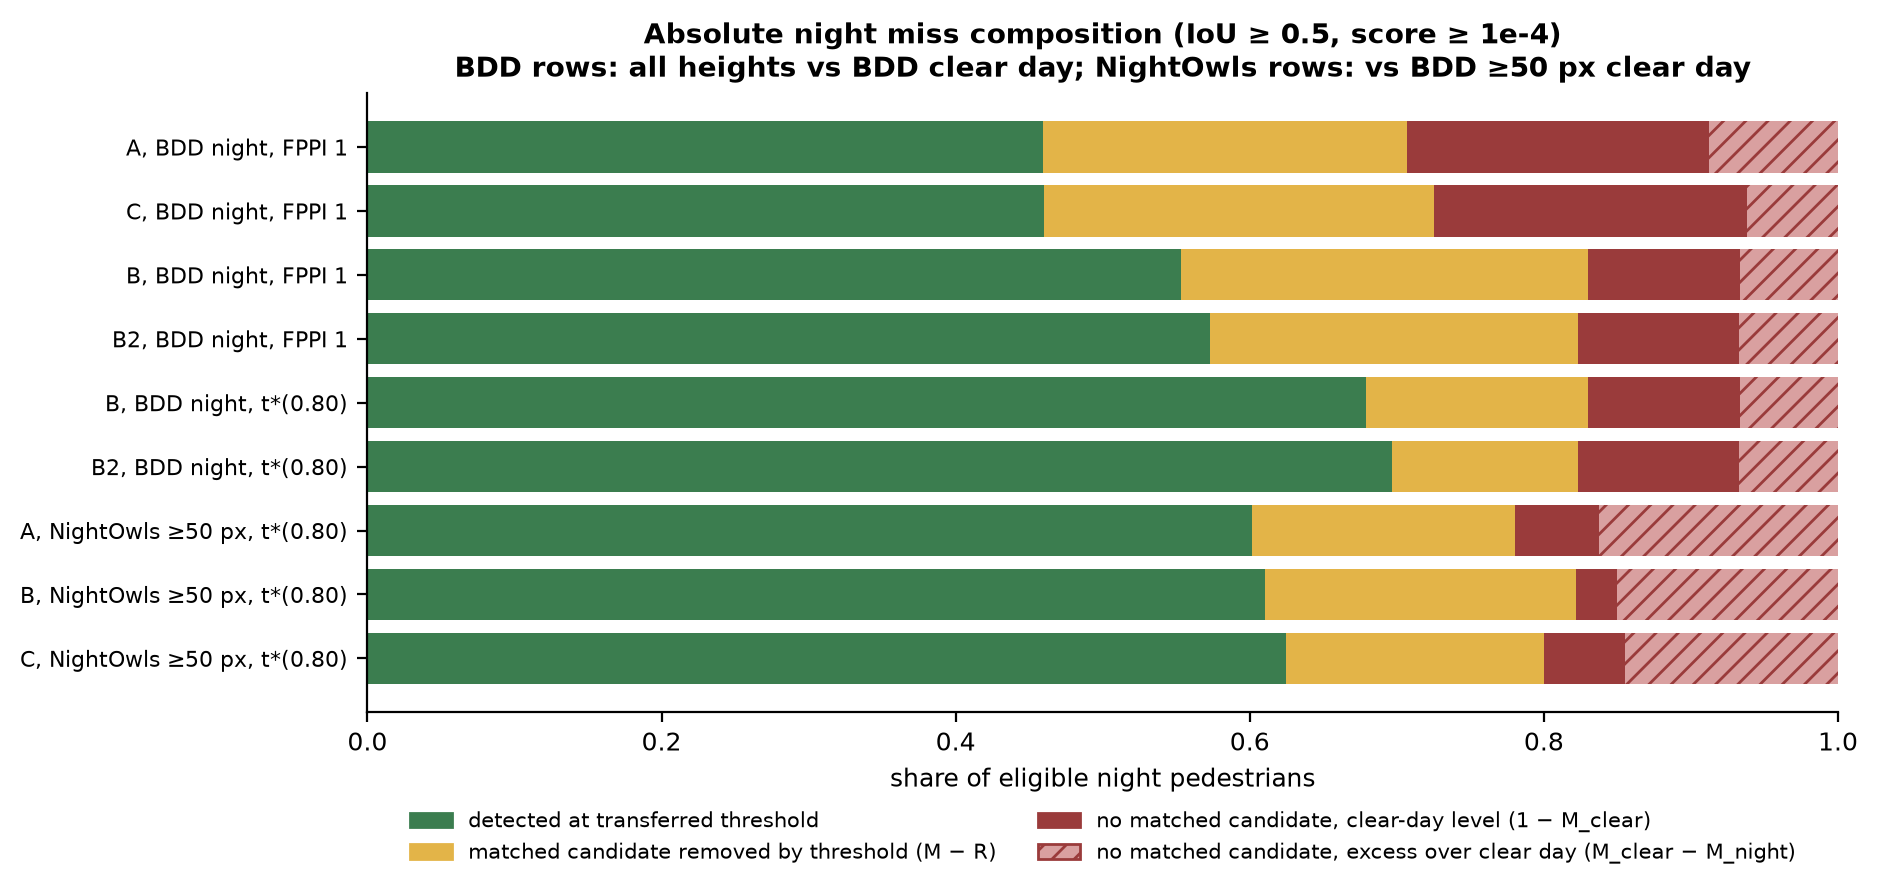 Absolute night miss composition (IoU ≥ 0.5, score ≥ 1e-4)
BDD rows: all heights vs BDD clear day; NightOwls rows: vs BDD ≥50 px clear day
A, BDD night, FPPI 1
C, BDD night, FPPI 1
B, BDD night, FPPI 1
B2, BDD night, FPPI 1
B, BDD night, t*(0.80)
B2, BDD night, t*(0.80)
A, NightOwls ≥50 px, t*(0.80)
B, NightOwls ≥50 px, t*(0.80)
C, NightOwls ≥50 px, t*(0.80)
0.0 0.2 0.4 0.6 0.8 1.0
share of eligible night pedestrians
detected at transferred threshold
matched candidate removed by threshold (M − R)
no matched candidate, clear-day level (1 − M_clear)
no matched candidate, excess over clear day (M_clear − M_night)